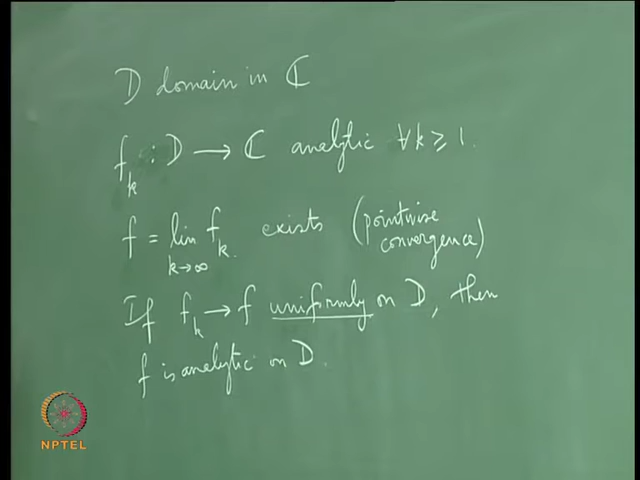 D domain in ℂ
f_k : D → ℂ analytic ∀k ≥ 1.
f = lim_{k→∞} f_k exists (pointwise convergence)
If f_k → f uniformly on D, then
f is analytic on D.
NPTEL